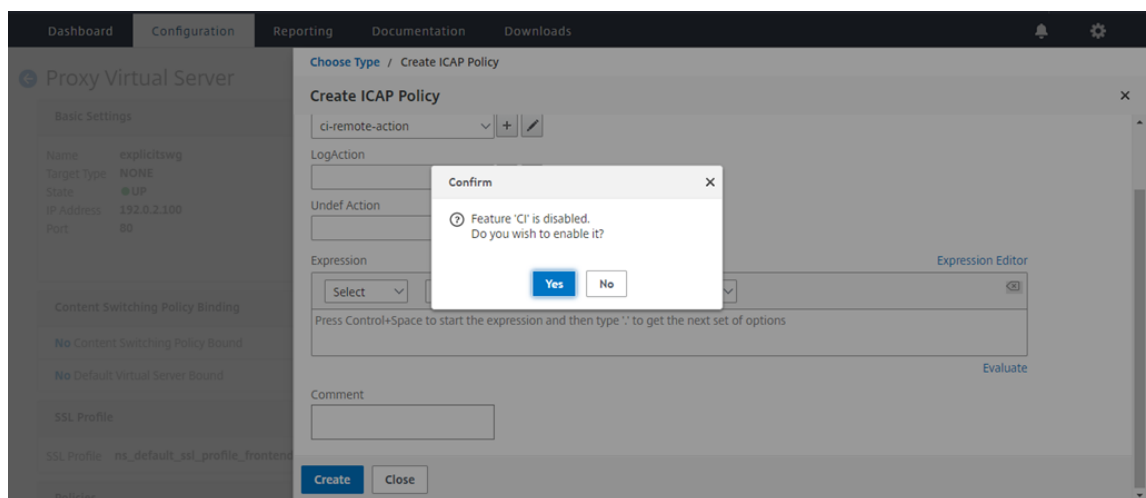 Dashboard Configuration Reporting Documentation Downloads
Proxy Virtual Server
Basic Settings
Name explicitswg
Target Type NONE
State UP
IP Address 192.0.2.100
Port 80
Content Switching Policy Binding
No Content Switching Policy Bound
No Default Virtual Server Bound
SSL Profile
SSL Profile ns_default_ssl_profile_frontend
Policies
Choose Type / Create ICAP Policy
Create ICAP Policy
ci-remote-action
LogAction
Undef Action
Expression Expression Editor
Select
Press Control+Space to start the expression and then type '.' to get the next set of options
Evaluate
Comment
Create Close
Confirm
Feature 'CI' is disabled.
Do you wish to enable it?
Yes No